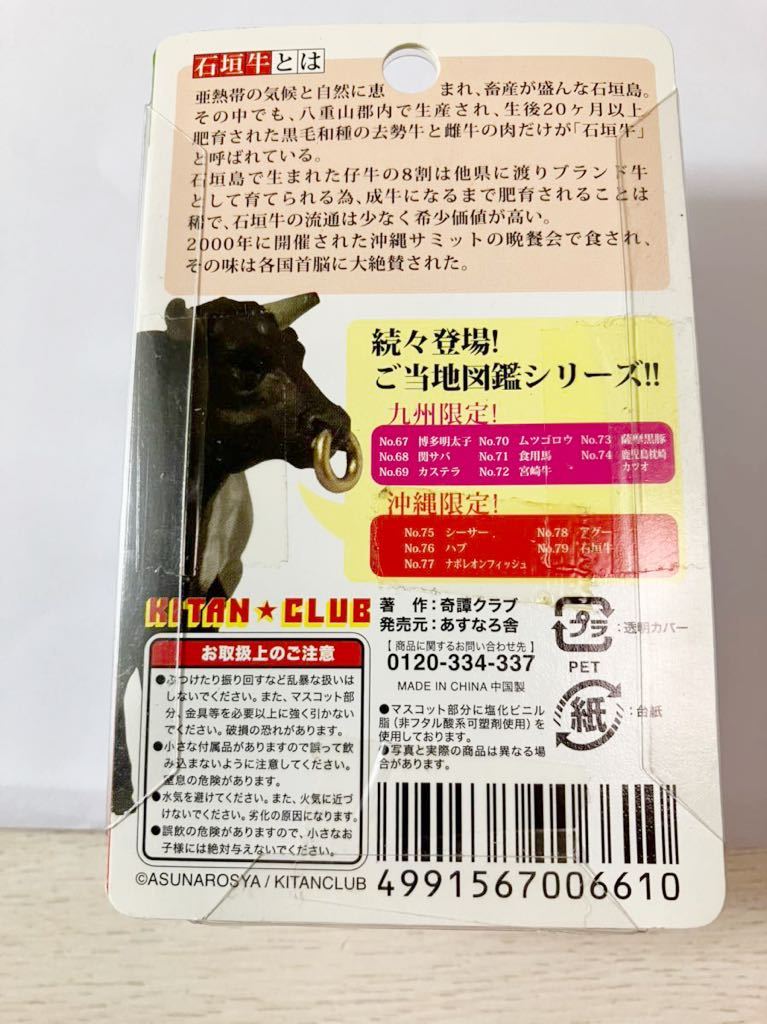 石垣牛とは
亜熱帯の気候と自然に恵まれ、畜産が盛んな石垣島。
その中でも、八重山郡内で生産され、生後20ヶ月以上
肥育された黒毛和種の去勢牛と雌牛の肉だけが「石垣牛」
と呼ばれている。
石垣島で生まれた仔牛の8割は他県に渡りブランド牛
として育てられる為、成牛になるまで肥育されることは
稀で、石垣牛の流通は少なく希少価値が高い。
2000年に開催された沖縄サミットの晩餐会で食され、
その味は各国首脳に大絶賛された。
続々登場!
ご当地図鑑シリーズ!!
九州限定!
No.67 博多明太子 No.70 ムツゴロウ No.73 薩摩黒豚
No.68 関サバ No.71 食用馬 No.74 鹿児島枕崎カツオ
No.69 カステラ No.72 宮崎牛
沖縄限定!
No.75 シーサー No.78 アグー
No.76 ハブ No.79 石垣牛
No.77 ナポレオンフィッシュ
KITAN★CLUB
著 作:奇譚クラブ
発売元:あすなろ舎
【商品に関するお問い合わせ先】
0120-334-337
MADE IN CHINA 中国製
プラ
PET
:透明カバー
紙
:台紙
●マスコット部分に塩化ビニル
脂(非フタル酸系可塑剤使用)を
使用しております。
●写真と実際の商品は異なる場
合があります。
お取扱上のご注意
●ぶつけたり振り回すなど乱暴な扱いは
しないでください。また、マスコット部
分、金具等を必要以上に強く引かない
でください。破損の恐れがあります。
●小さな付属品がありますので誤って飲
み込まないように注意してください。
窒息の危険があります。
●水気を避けてください。また、火気に近づ
けないでください。劣化の原因になります。
●誤飲の危険がありますので、小さなお
子様には絶対与えないでください。
©ASUNAROSYA / KITANCLUB
4991567006610